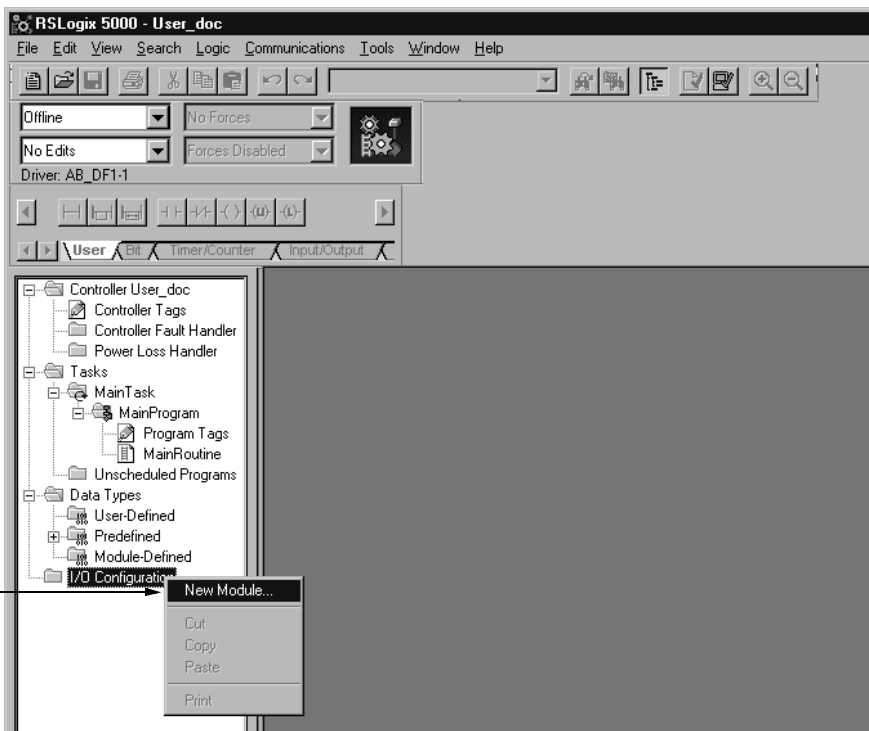 RSLogix 5000 - User_doc
File Edit View Search Logic Communications Tools Window Help
Offline No Forces
No Edits Forces Disabled
Driver: AB_DF1-1
User Bit Timer/Counter Input/Output
Controller User_doc
Controller Tags
Controller Fault Handler
Power Loss Handler
Tasks
MainTask
MainProgram
Program Tags
MainRoutine
Unscheduled Programs
Data Types
User-Defined
Predefined
Module-Defined
I/O Configuration
New Module...
Cut
Copy
Paste
Print